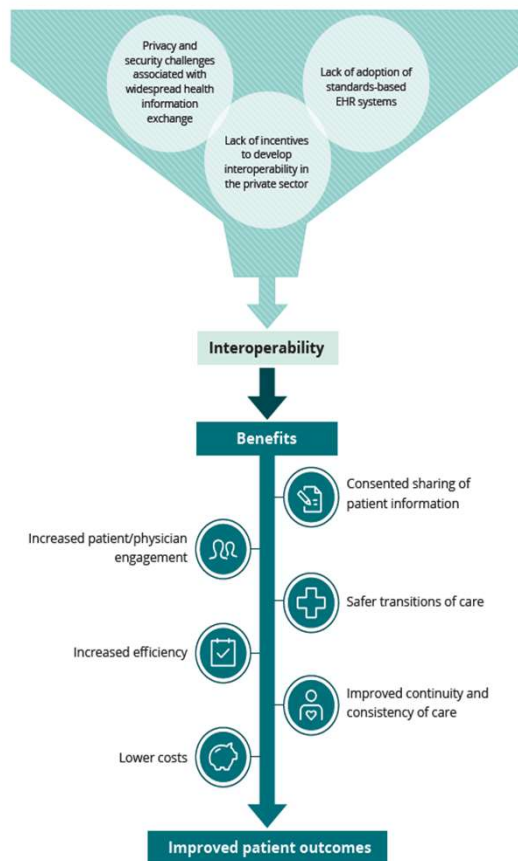 Privacy and
security challenges
associated with
widespread health
information
exchange
Lack of adoption of
standards-based
EHR systems
Lack of incentives
to develop
interoperability in
the private sector
Interoperability
Benefits
Consented sharing of
patient information
Increased patient/physician
engagement
Safer transitions of care
Increased efficiency
Improved continuity and
consistency of care
Lower costs
Improved patient outcomes